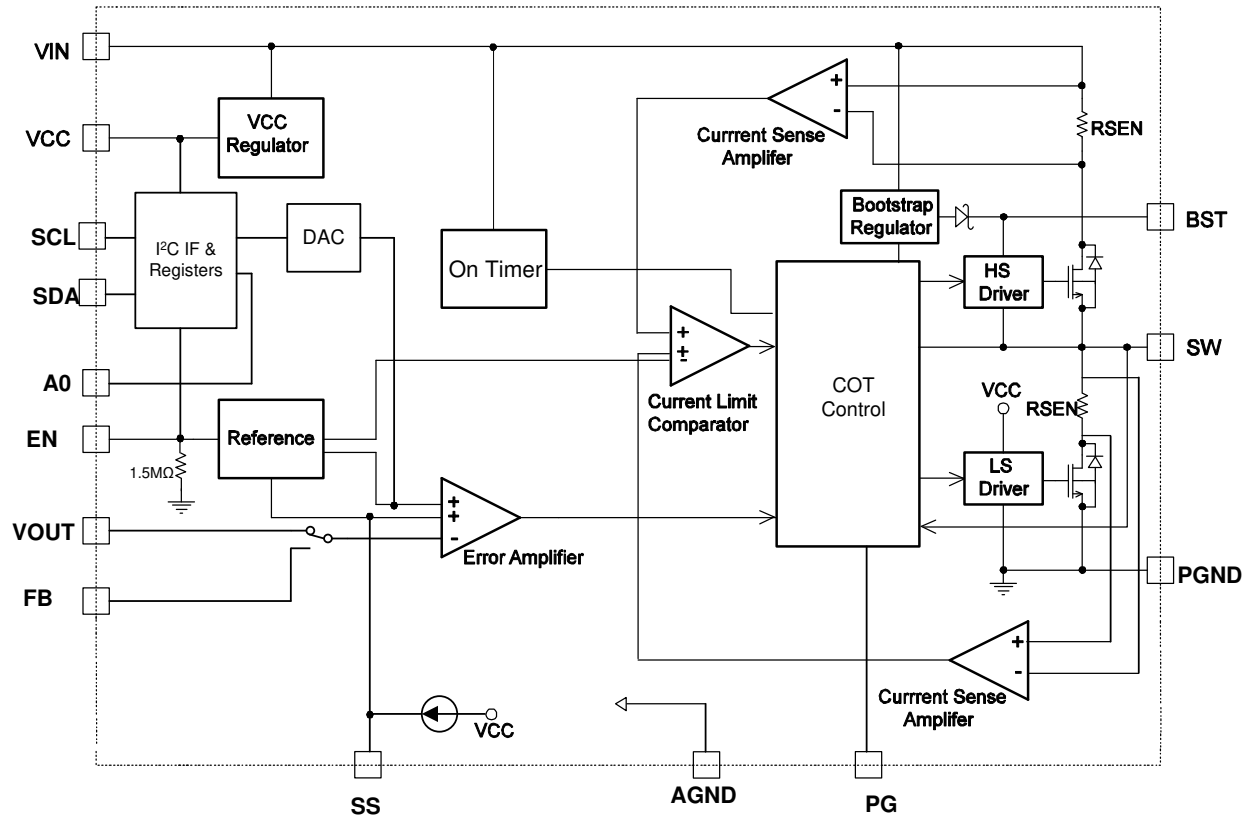 VIN
VCC
Regulator
VCC
Currrent Sense
Amplifer
+
-
RSEN
SCL
I²C IF &
Registers
DAC
Bootstrap
Regulator
BST
SDA
On Timer
HS
Driver
A0
+
+
-
Current Limit
Comparator
COT
Control
SW
EN
Reference
1.5MΩ
VCC
RSEN
LS
Driver
VOUT
+
+
-
Error Amplifier
FB
PGND
+
-
Currrent Sense
Amplifer
VCC
SS
AGND
PG